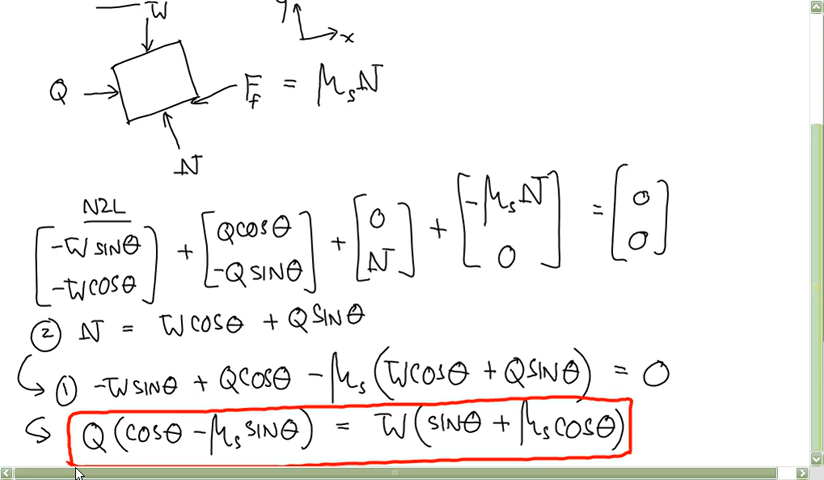 W
y
x
Q
F_f = μ_s N
N
N2L
[-W SINθ, -W COSθ] + [Q COSθ, -Q SINθ] + [0, N] + [-μ_s N, 0] = [0, 0]
② N = W COSθ + Q SINθ
① -W SINθ + Q COSθ - μ_s (W COSθ + Q SINθ) = 0
Q (COSθ - μ_s SINθ) = W (SINθ + μ_s COSθ)